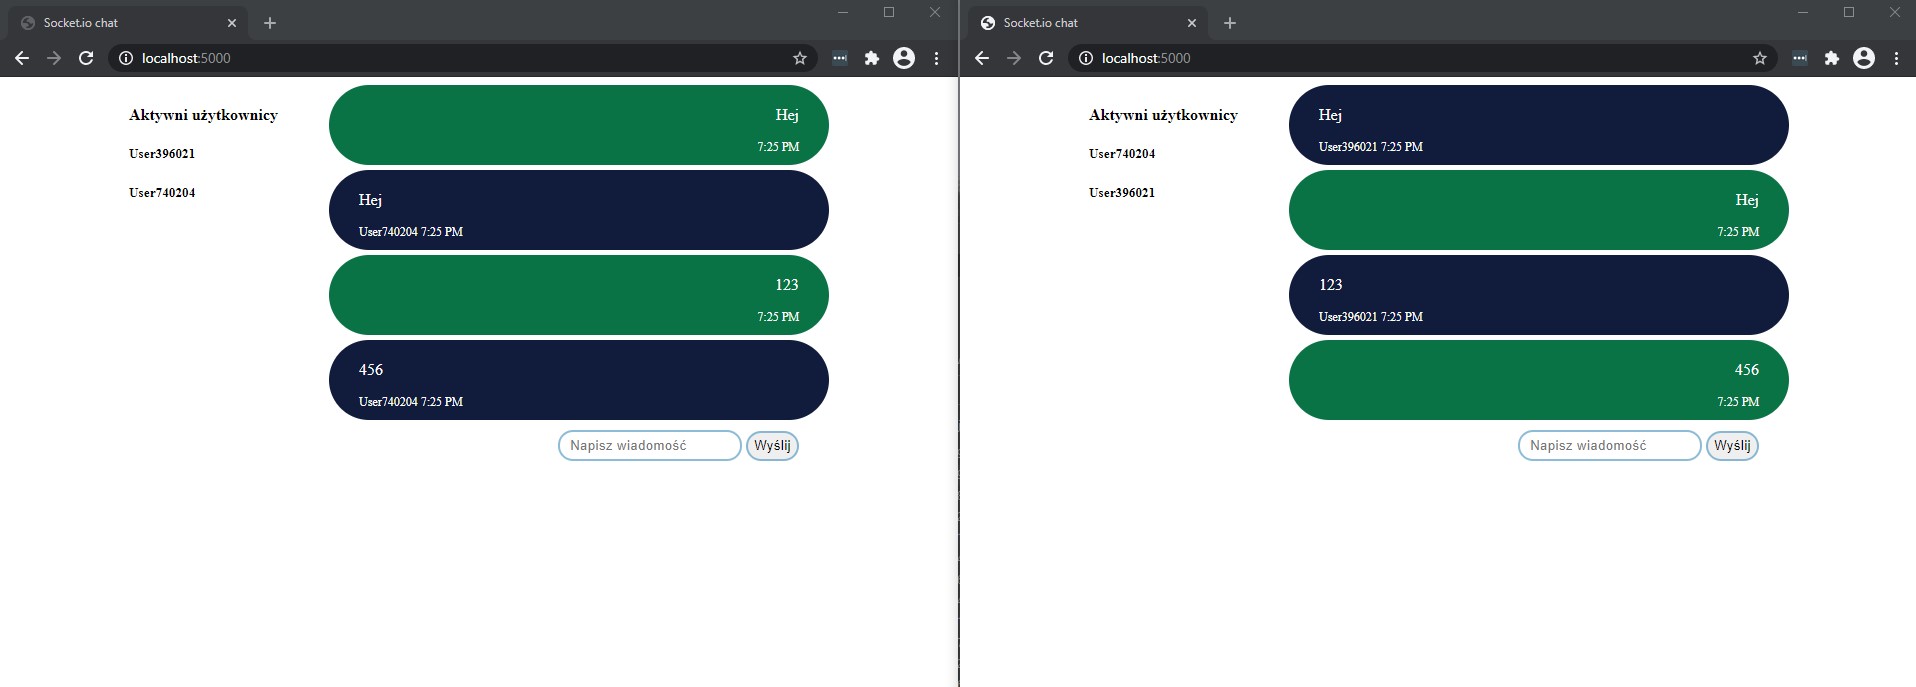 Socket.io chat
localhost:5000
Aktywni użytkownicy
User396021
User740204
Hej
7:25 PM
Hej
User740204 7:25 PM
123
7:25 PM
456
User740204 7:25 PM
Napisz wiadomość
Wyślij
Socket.io chat
localhost:5000
Aktywni użytkownicy
User740204
User396021
Hej
User396021 7:25 PM
Hej
7:25 PM
123
User396021 7:25 PM
456
7:25 PM
Napisz wiadomość
Wyślij